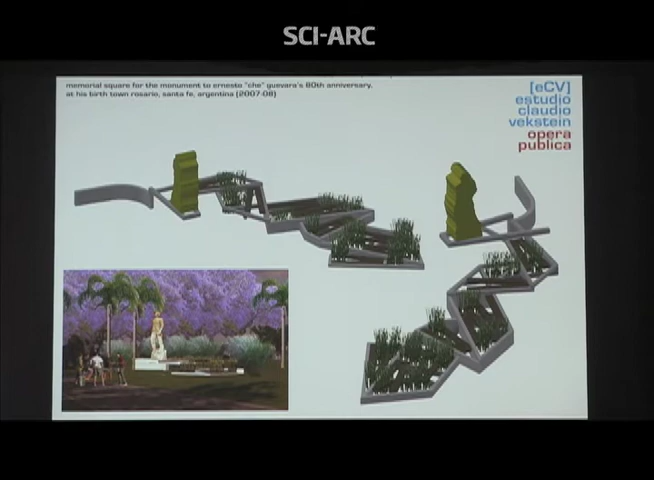 SCI-ARC
memorial square for the monument to ernesto "che" guevara's 80th anniversary,
at his birth town rosario, santa fe, argentina (2007-08)
[eCV]
estudio
claudio
vekstein
opera
publica